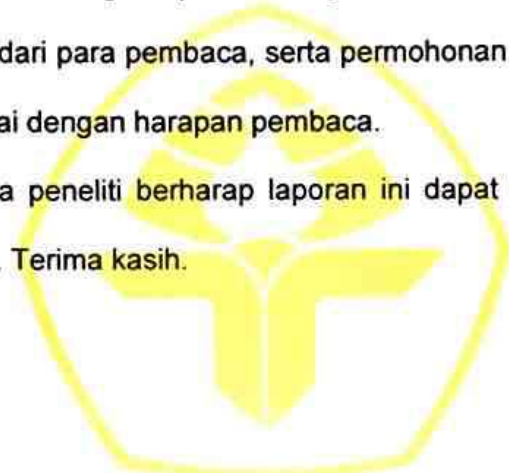 dari para pembaca, serta permohonan
ai dengan harapan pembaca.
a peneliti berharap laporan ini dapat
Terima kasih.